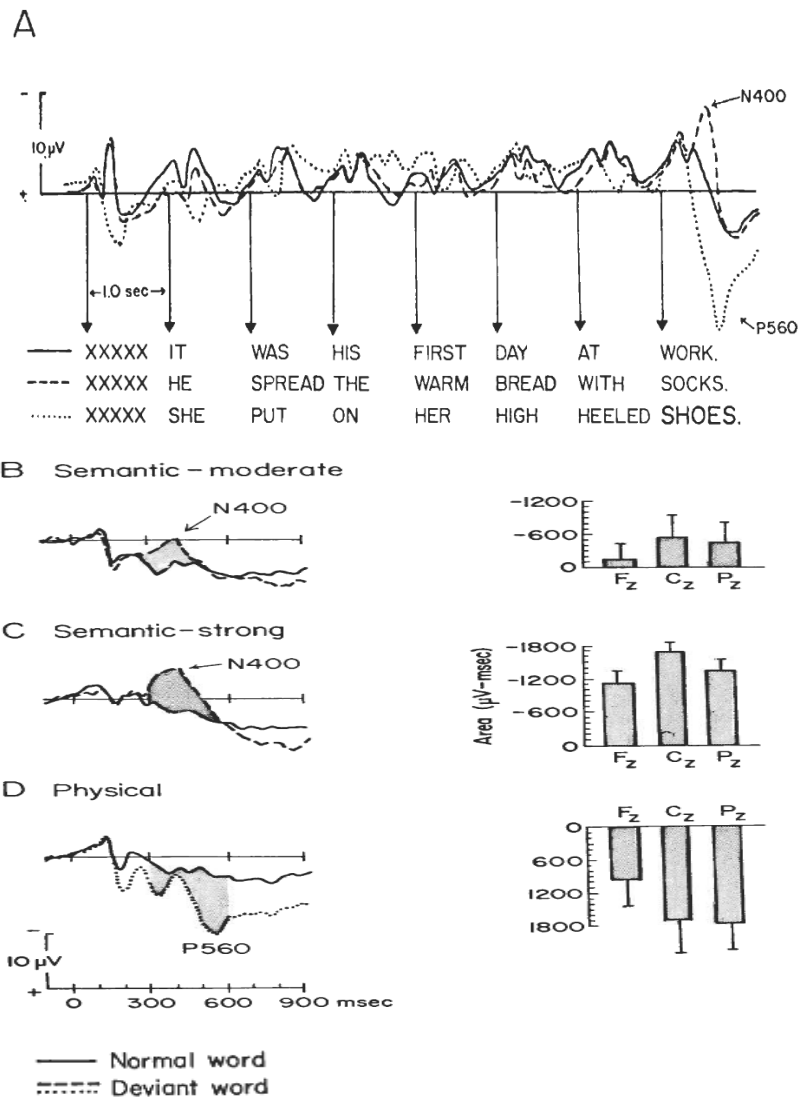 A
−
N400
10 µV
+
←1.0 sec→
P560
XXXXX IT WAS HIS FIRST DAY AT WORK.
XXXXX HE SPREAD THE WARM BREAD WITH SOCKS.
XXXXX SHE PUT ON HER HIGH HEELED SHOES.
B Semantic – moderate
N400
-1200
-600
0
Fz Cz Pz
C Semantic–strong
N400
Area (µV-msec)
-1800
-1200
-600
0
Fz Cz Pz
D Physical
Fz Cz Pz
0
600
1200
1800
P560
−
10 µV
+
0 300 600 900 msec
Normal word
Deviant word